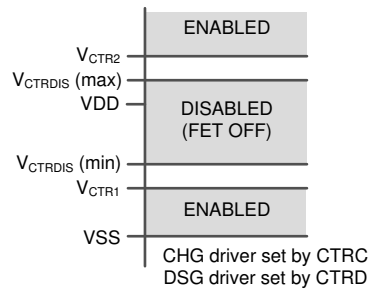 ENABLED
VCTR2
VCTRDIS (max)
VDD
DISABLED
(FET OFF)
VCTRDIS (min)
VCTR1
ENABLED
VSS
CHG driver set by CTRC
DSG driver set by CTRD